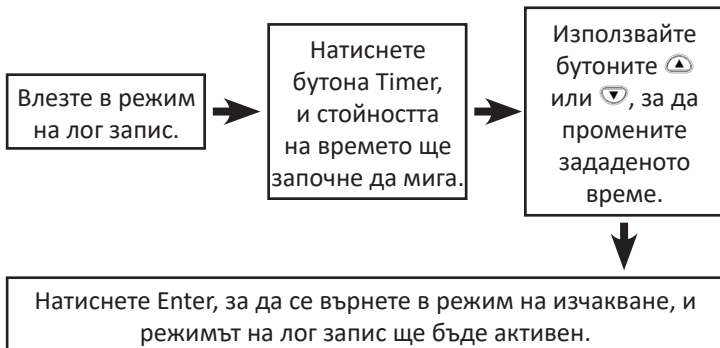 Влезте в режим
на лог запис.
Натиснете
бутона Timer,
и стойността
на времето ще
започне да мига.
Използвайте
бутоните
или , за да
промените
зададеното
време.
Натиснете Enter, за да се върнете в режим на изчакване, и
режимът на лог запис ще бъде активен.